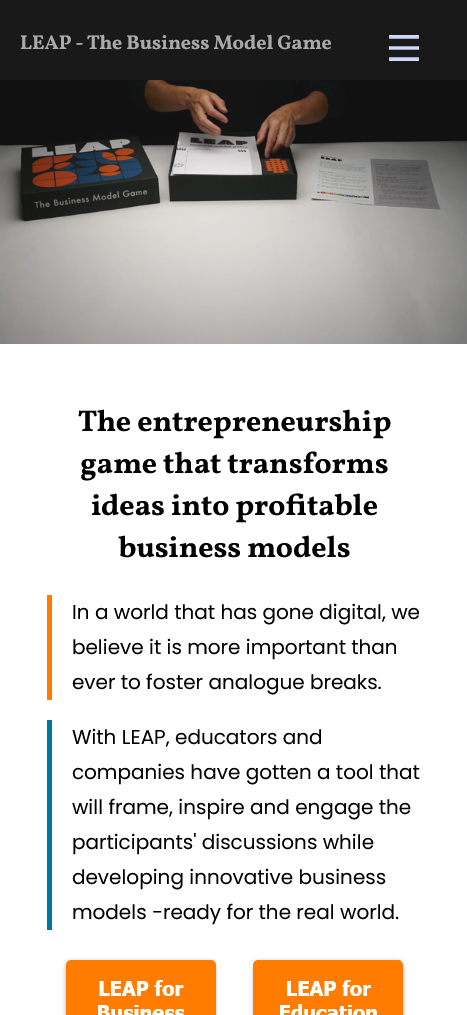 LEAP - The Business Model Game
LEAP
The Business Model Game
LEAP
LEAP
The entrepreneurship
game that transforms
ideas into profitable
business models
In a world that has gone digital, we
believe it is more important than
ever to foster analogue breaks.
With LEAP, educators and
companies have gotten a tool that
will frame, inspire and engage the
participants' discussions while
developing innovative business
models -ready for the real world.
LEAP for
Business
LEAP for
Education